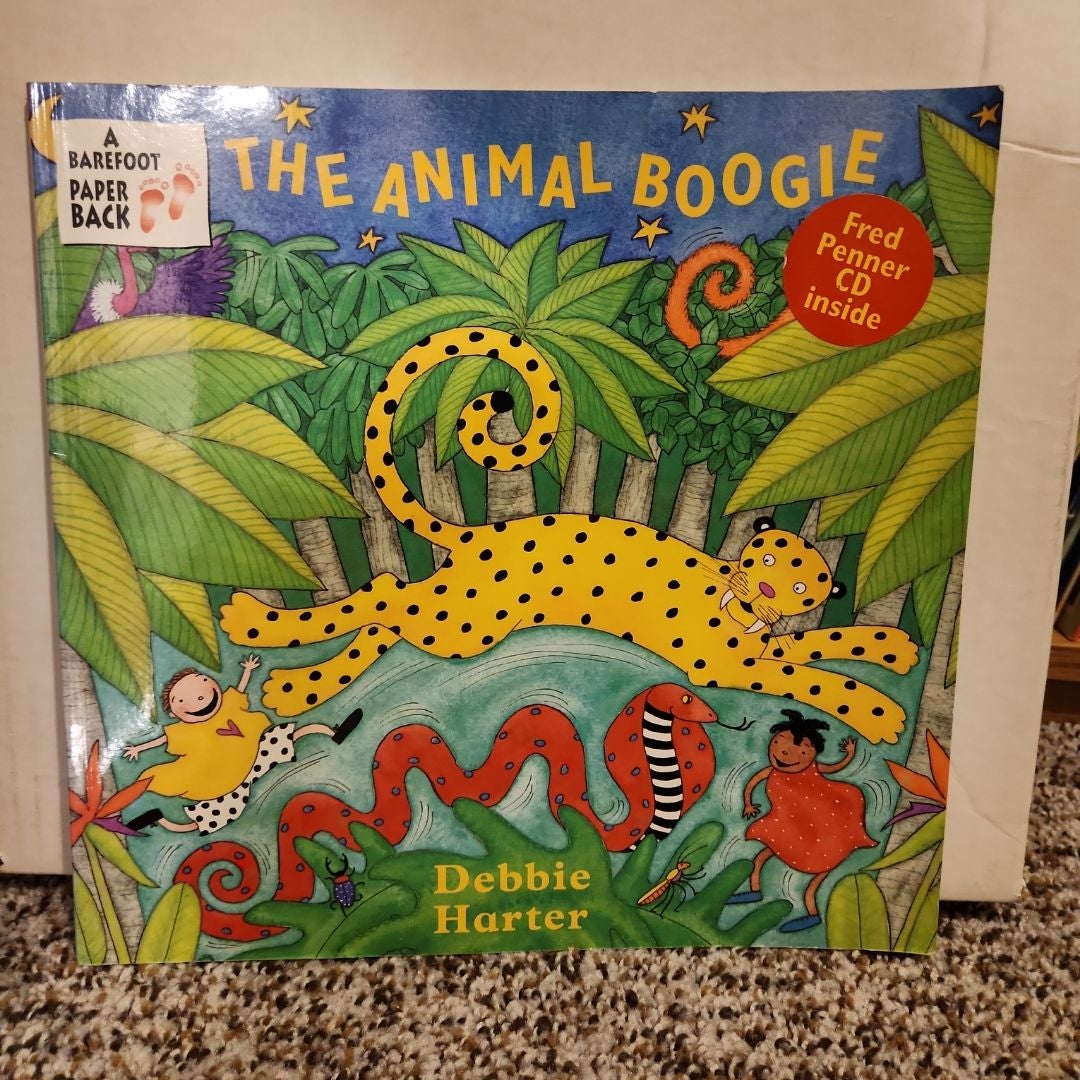 A
BAREFOOT
PAPER
BACK
THE ANIMAL BOOGIE
Fred
Penner
CD
inside
Debbie
Harter